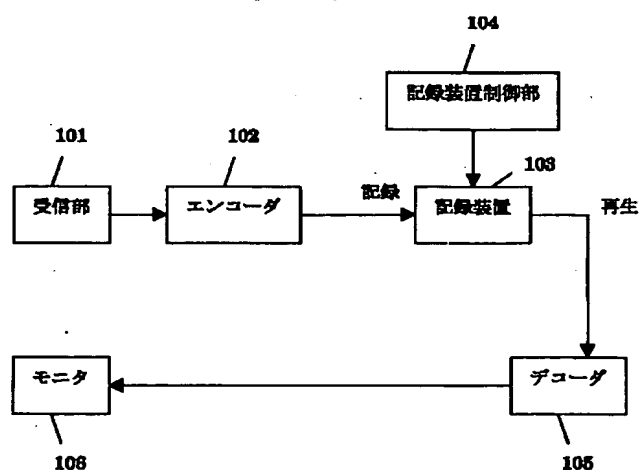 104
記録装置制御部
101
102
103
受信部
エンコーダ
記録
記録装置
再生
モニタ
デコーダ
106
105